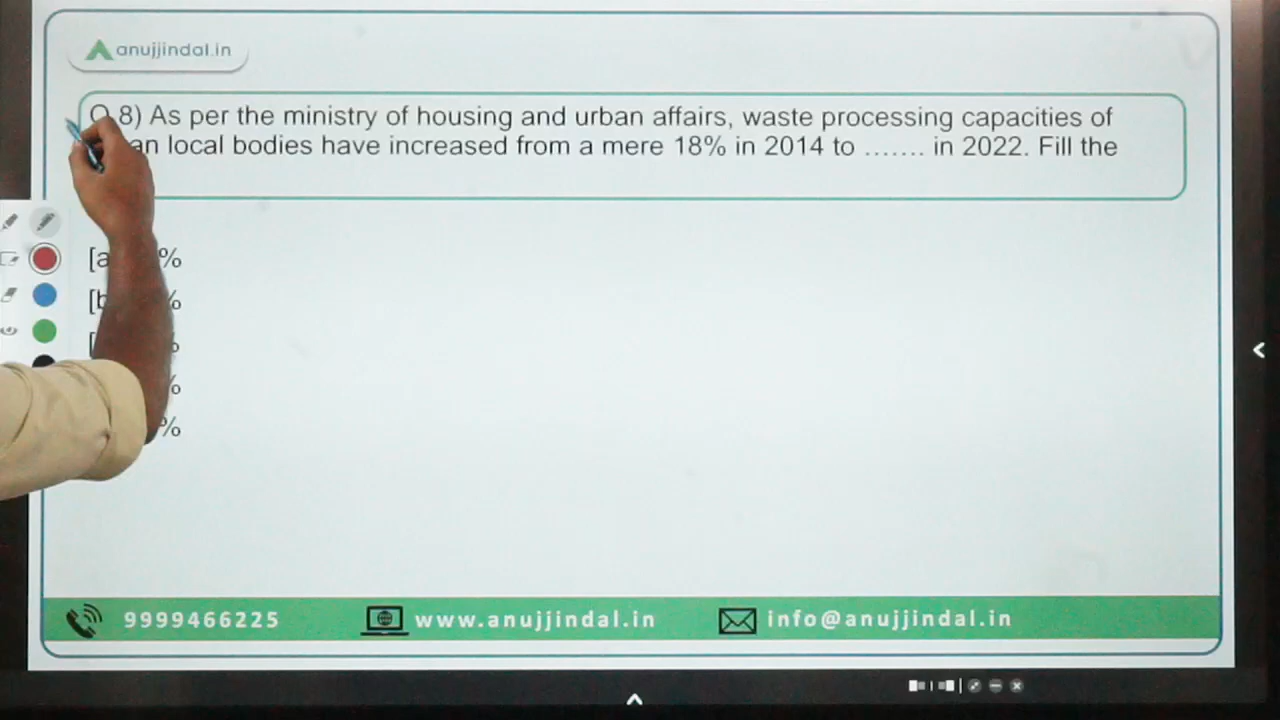 anujjindal.in
Q.8) As per the ministry of housing and urban affairs, waste processing capacities of
local bodies have increased from a mere 18% in 2014 to ....... in 2022. Fill the
[a %
[b %
[ %
%
%
9999466225 www.anujjindal.in info@anujjindal.in